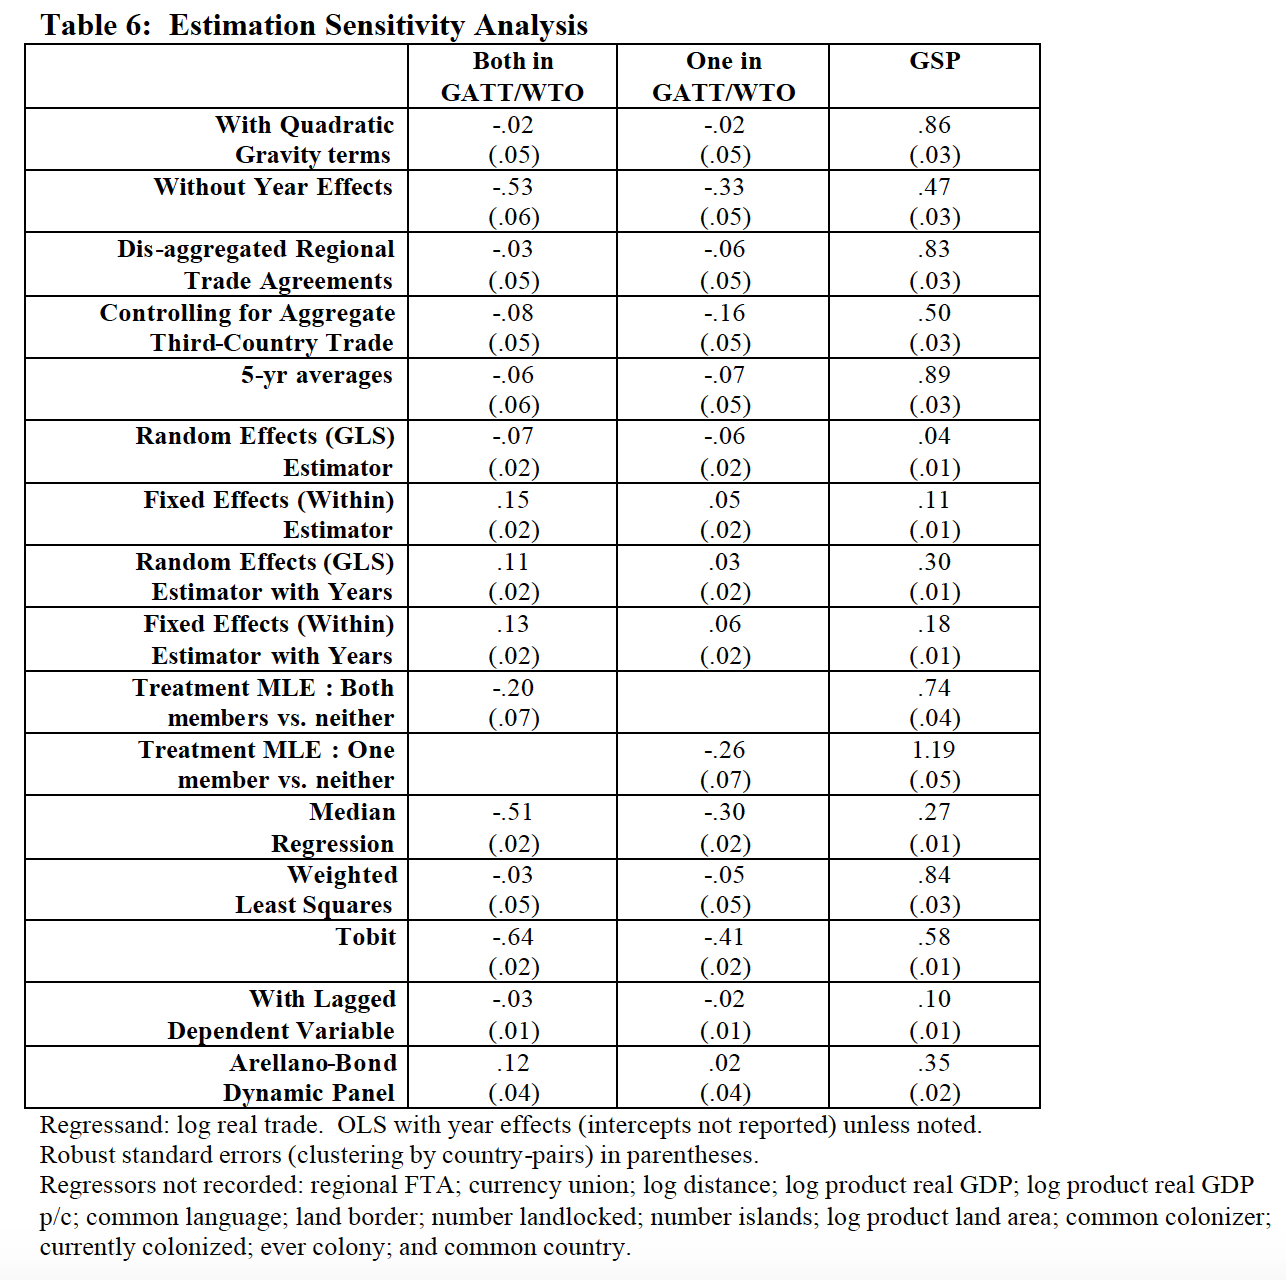 Table 6:  Estimation Sensitivity Analysis
Both in One in GSP
GATT/WTO GATT/WTO
With Quadratic -.02 -.02 .86
Gravity terms (.05) (.05) (.03)
Without Year Effects -.53 -.33 .47
(.06) (.05) (.03)
Dis-aggregated Regional -.03 -.06 .83
Trade Agreements (.05) (.05) (.03)
Controlling for Aggregate -.08 -.16 .50
Third-Country Trade (.05) (.05) (.03)
5-yr averages -.06 -.07 .89
(.06) (.05) (.03)
Random Effects (GLS) -.07 -.06 .04
Estimator (.02) (.02) (.01)
Fixed Effects (Within) .15 .05 .11
Estimator (.02) (.02) (.01)
Random Effects (GLS) .11 .03 .30
Estimator with Years (.02) (.02) (.01)
Fixed Effects (Within) .13 .06 .18
Estimator with Years (.02) (.02) (.01)
Treatment MLE : Both -.20 .74
members vs. neither (.07) (.04)
Treatment MLE : One -.26 1.19
member vs. neither (.07) (.05)
Median -.51 -.30 .27
Regression (.02) (.02) (.01)
Weighted -.03 -.05 .84
Least Squares (.05) (.05) (.03)
Tobit -.64 -.41 .58
(.02) (.02) (.01)
With Lagged -.03 -.02 .10
Dependent Variable (.01) (.01) (.01)
Arellano-Bond .12 .02 .35
Dynamic Panel (.04) (.04) (.02)
Regressand: log real trade.  OLS with year effects (intercepts not reported) unless noted.
Robust standard errors (clustering by country-pairs) in parentheses.
Regressors not recorded: regional FTA; currency union; log distance; log product real GDP; log product real GDP
p/c; common language; land border; number landlocked; number islands; log product land area; common colonizer;
currently colonized; ever colony; and common country.